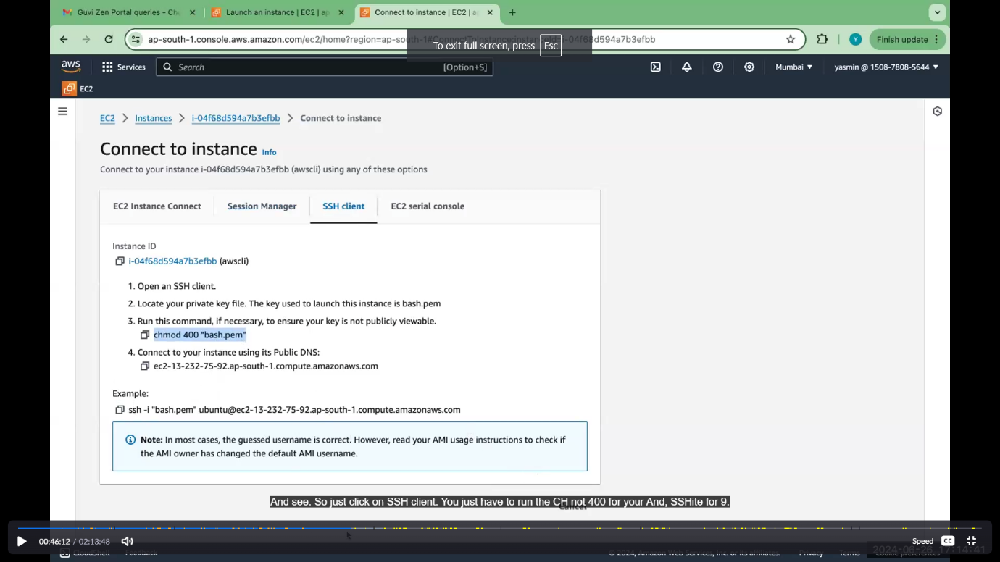 Guvi Zen Portal queries - Ch
Launch an instance | EC2 | ap
Connect to instance | EC2 | a
ap-south-1.console.aws.amazon.com/ec2/home?region=ap-south-1#ConnectToInstance:instanceId=i-04f68d594a7b3efbb
Finish update
To exit full screen, press Esc
aws
Services
Search
[Option+S]
Mumbai
yasmin @ 1508-7808-5644
EC2
EC2 > Instances > i-04f68d594a7b3efbb > Connect to instance
Connect to instance Info
Connect to your instance i-04f68d594a7b3efbb (awscli) using any of these options
EC2 Instance Connect
Session Manager
SSH client
EC2 serial console
Instance ID
i-04f68d594a7b3efbb (awscli)
1. Open an SSH client.
2. Locate your private key file. The key used to launch this instance is bash.pem
3. Run this command, if necessary, to ensure your key is not publicly viewable.
chmod 400 "bash.pem"
4. Connect to your instance using its Public DNS:
ec2-13-232-75-92.ap-south-1.compute.amazonaws.com
Example:
ssh -i "bash.pem" ubuntu@ec2-13-232-75-92.ap-south-1.compute.amazonaws.com
Note: In most cases, the guessed username is correct. However, read your AMI usage instructions to check if
the AMI owner has changed the default AMI username.
And see. So just click on SSH client. You just have to run the CH not 400 for your And, SSHite for 9.
Cancel
00:46:12 / 02:13:48
Speed
CC
CloudShell
Feedback
© 2024, Amazon Web Services, Inc. or its affiliates.
Privacy
Terms
Cookie preferences
2024-06-26 17:14:41